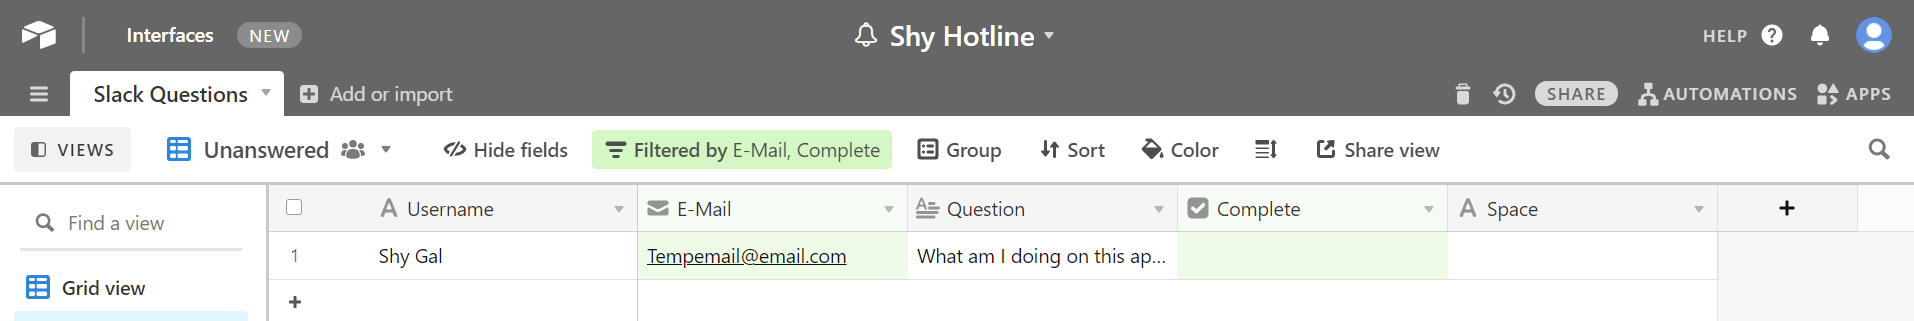 Interfaces NEW Shy Hotline HELP
Slack Questions Add or import SHARE AUTOMATIONS APPS
VIEWS Unanswered Hide fields Filtered by E-Mail, Complete Group Sort Color Share view
Find a view Username E-Mail Question Complete Space
1 Shy Gal Tempemail@email.com What am I doing on this ap...
Grid view